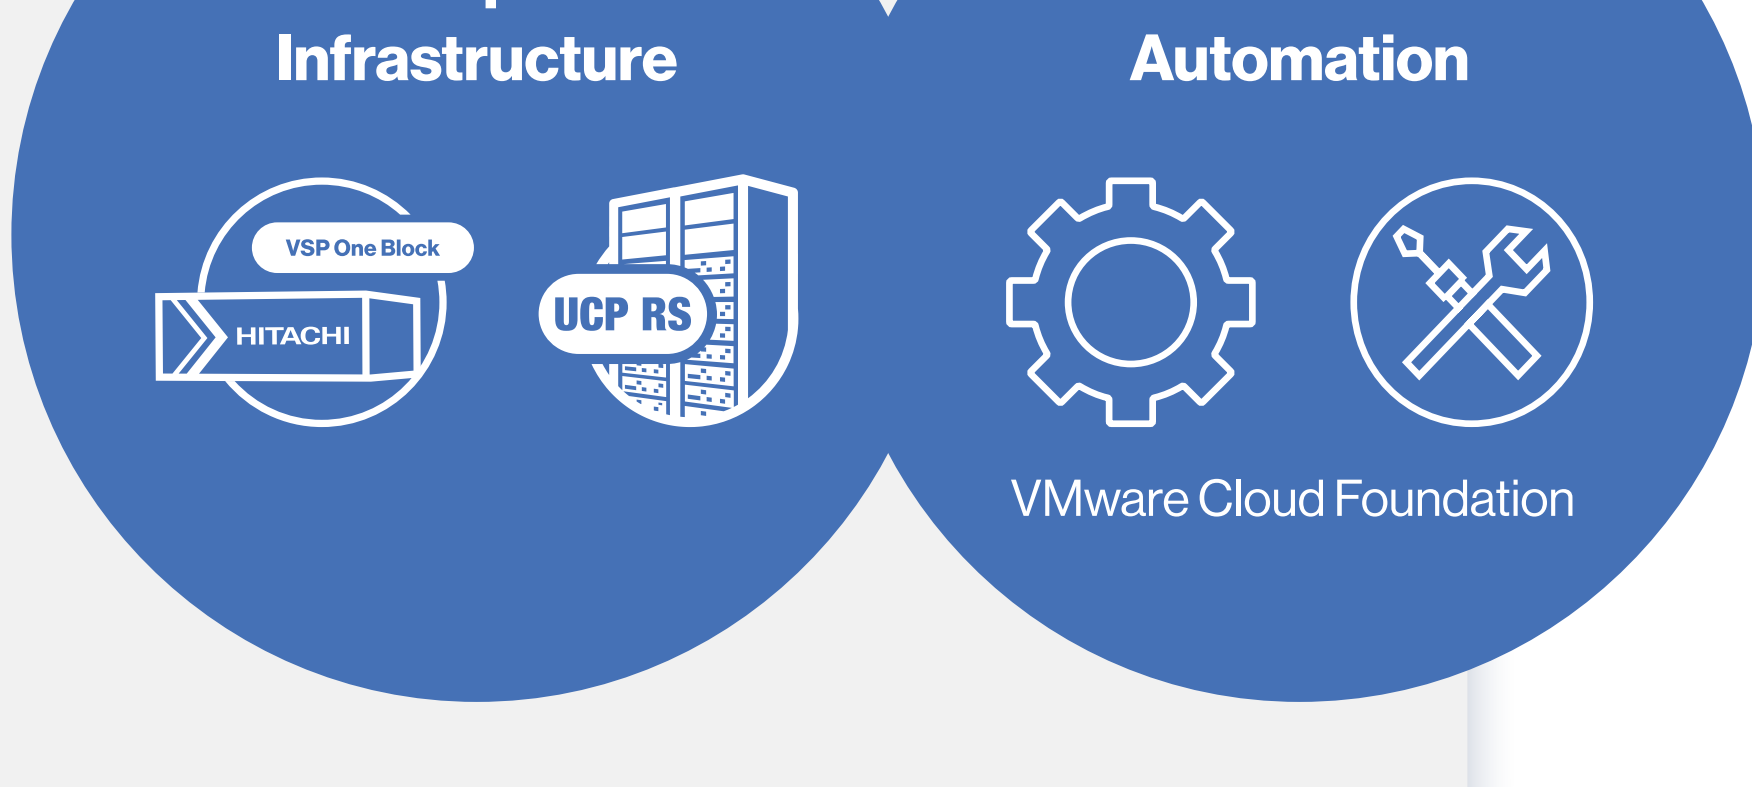 Infrastructure
Automation
VSP One Block
HITACHI
UCP RS
VMware Cloud Foundation